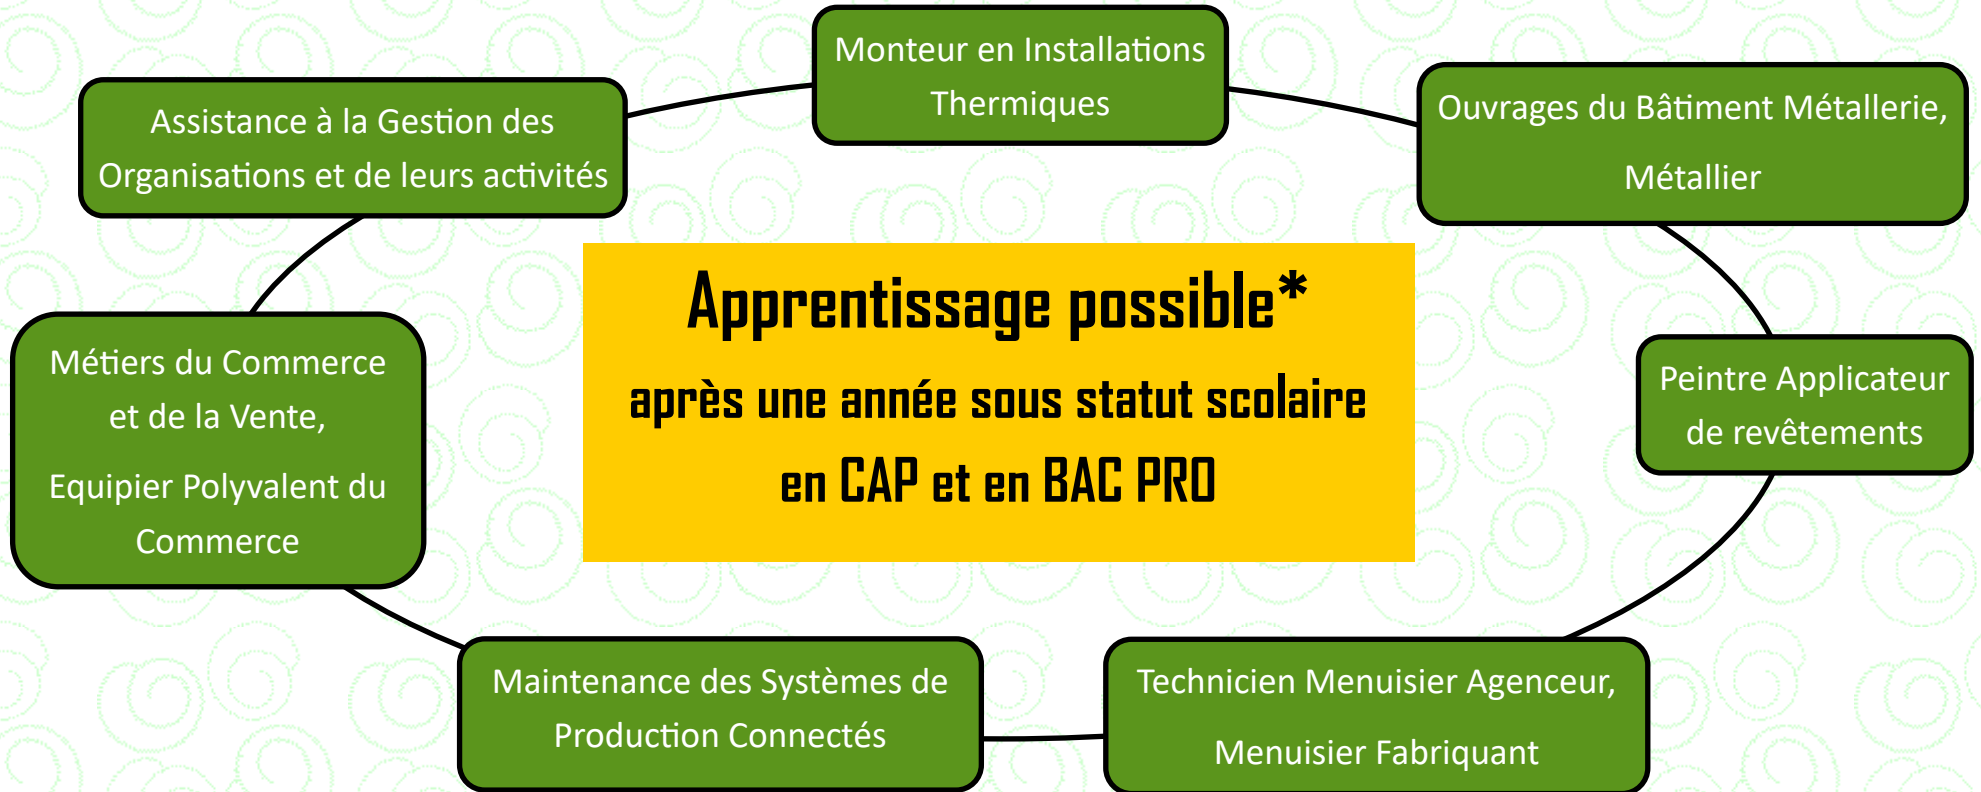 Monteur en Installations
Thermiques
Assistance à la Gestion des
Organisations et de leurs activités
Ouvrages du Bâtiment Métallerie,
Métallier
Apprentissage possible*
après une année sous statut scolaire
en CAP et en BAC PRO
Métiers du Commerce
et de la Vente,
Equipier Polyvalent du
Commerce
Peintre Applicateur
de revêtements
Maintenance des Systèmes de
Production Connectés
Technicien Menuisier Agenceur,
Menuisier Fabriquant